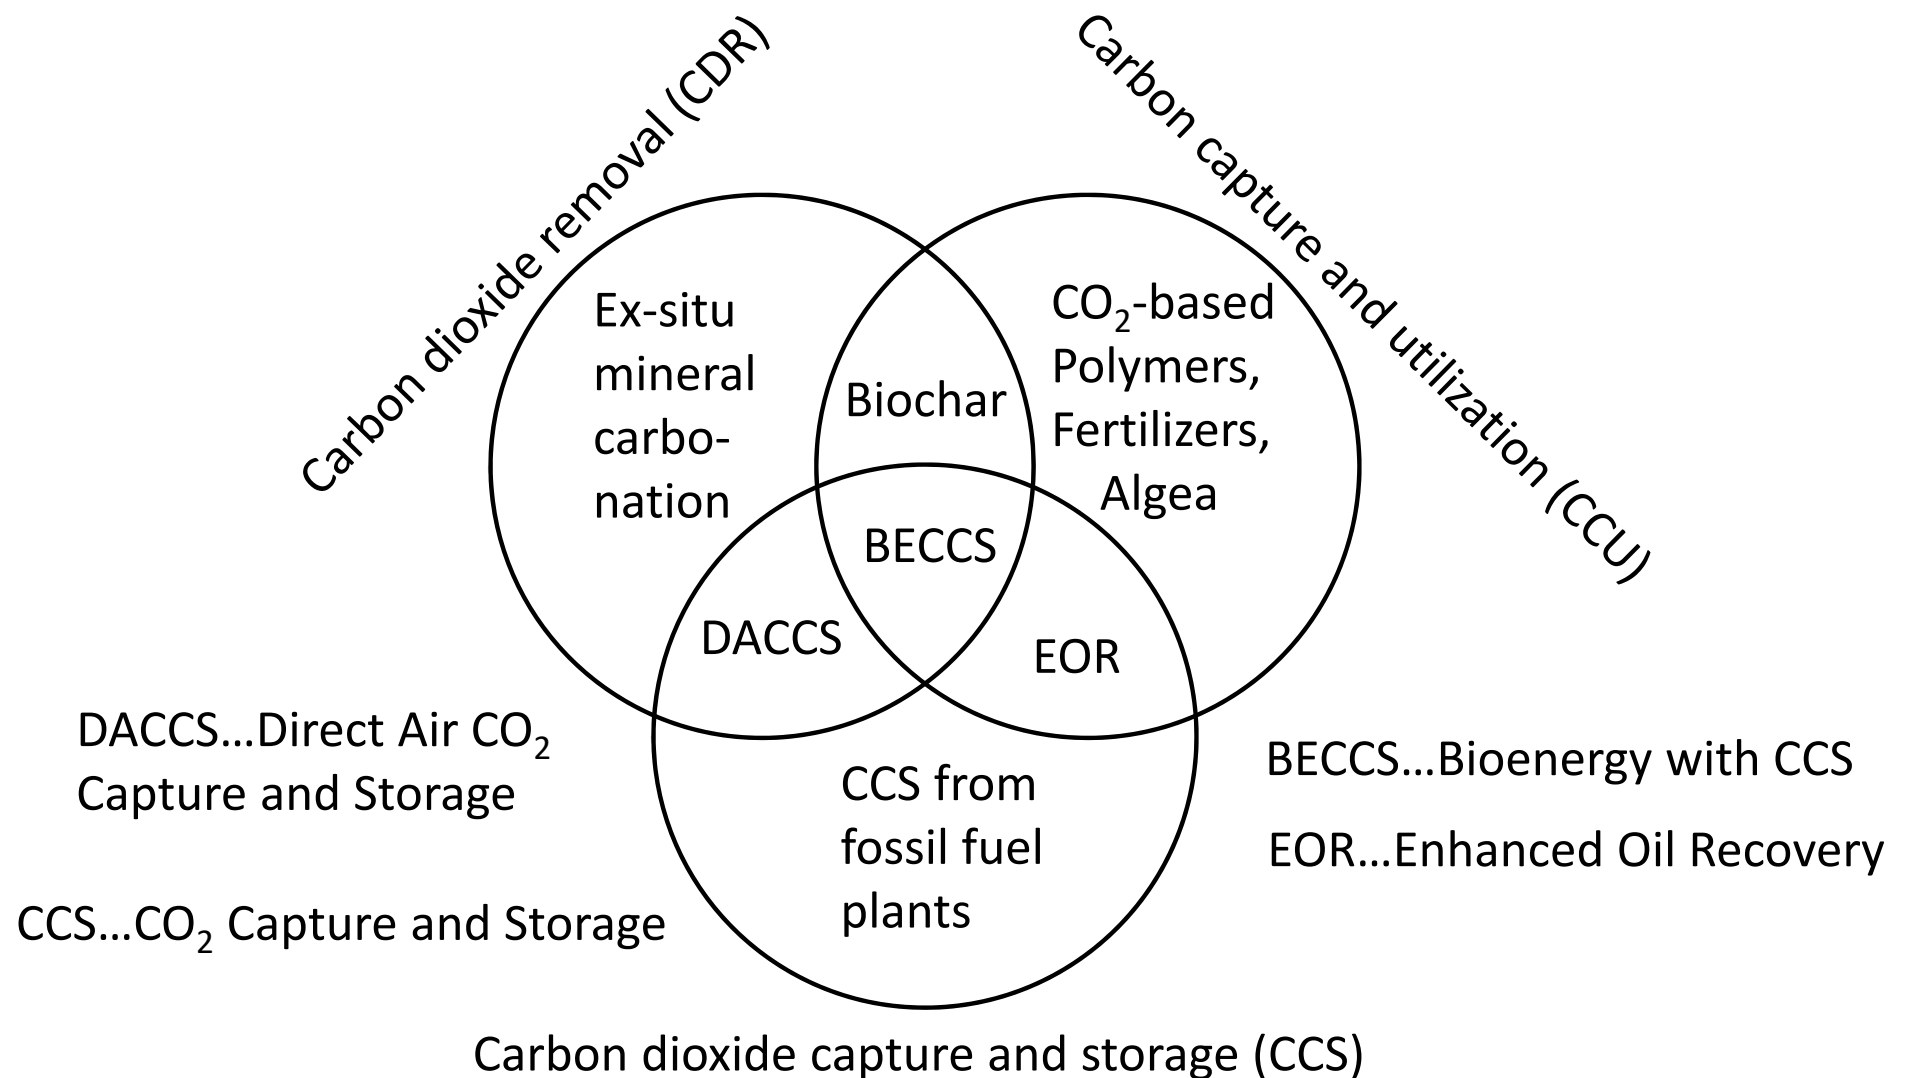 Carbon dioxide removal (CDR)
Carbon capture and utilization (CCU)
Ex-situ
mineral
carbo-
nation
Biochar
CO₂-based
Polymers,
Fertilizers,
Algea
BECCS
DACCS
EOR
CCS from
fossil fuel
plants
DACCS...Direct Air CO₂
Capture and Storage
CCS...CO₂ Capture and Storage
BECCS...Bioenergy with CCS
EOR...Enhanced Oil Recovery
Carbon dioxide capture and storage (CCS)